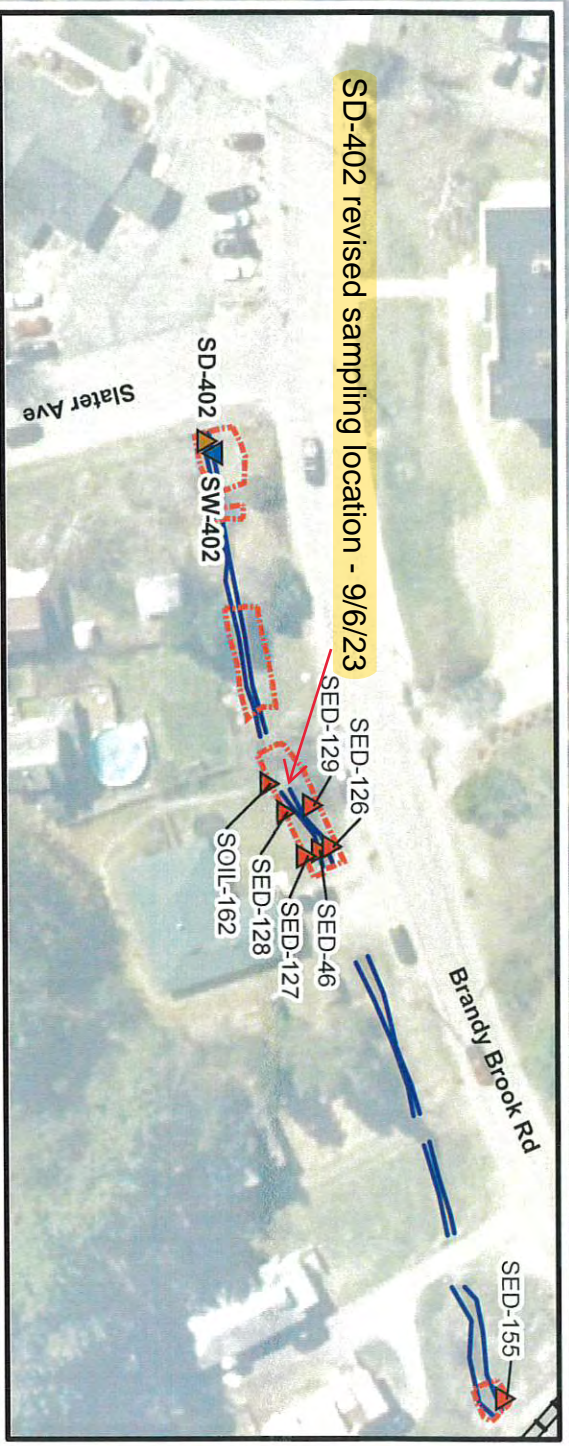 SD-402 revised sampling location - 9/6/23
Slater Ave
SD-402
SW-402
SED-129
SED-126
SOIL-162
SED-128
SED-127
SED-46
Brandy Brook Rd
SED-155